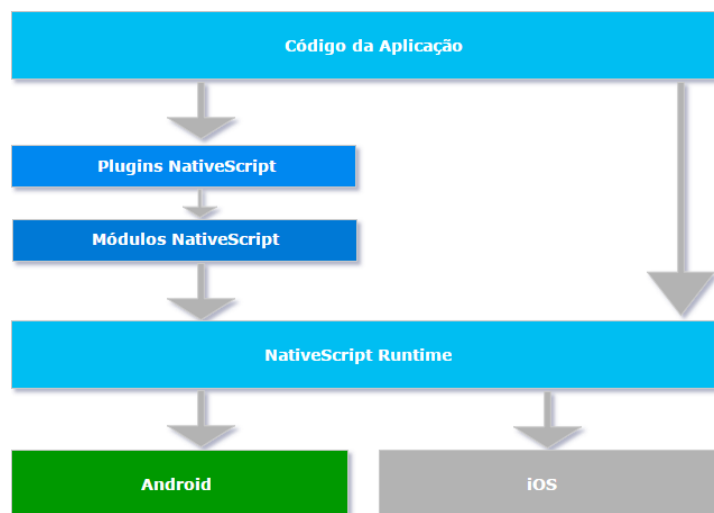 Código da Aplicação
Plugins NativeScript
Módulos NativeScript
NativeScript Runtime
Android
iOS